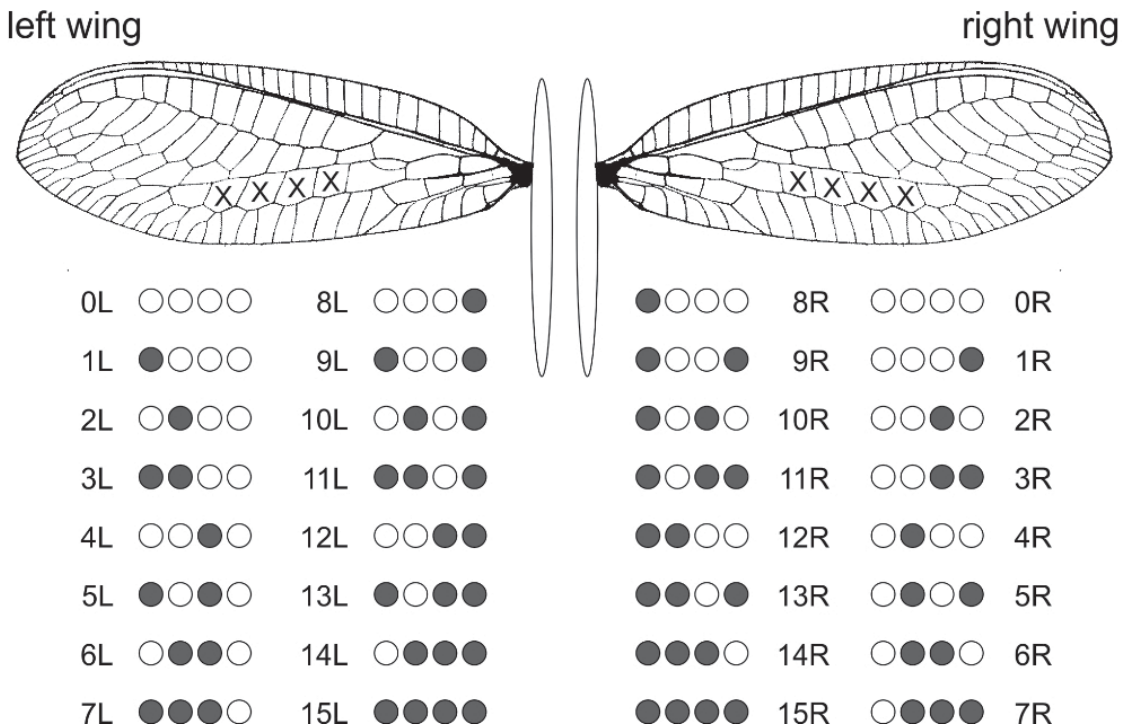 left wing right wing
X X X X X X X X
0L 8L 8R 0R
1L 9L 9R 1R
2L 10L 10R 2R
3L 11L 11R 3R
4L 12L 12R 4R
5L 13L 13R 5R
6L 14L 14R 6R
7L 15L 15R 7R